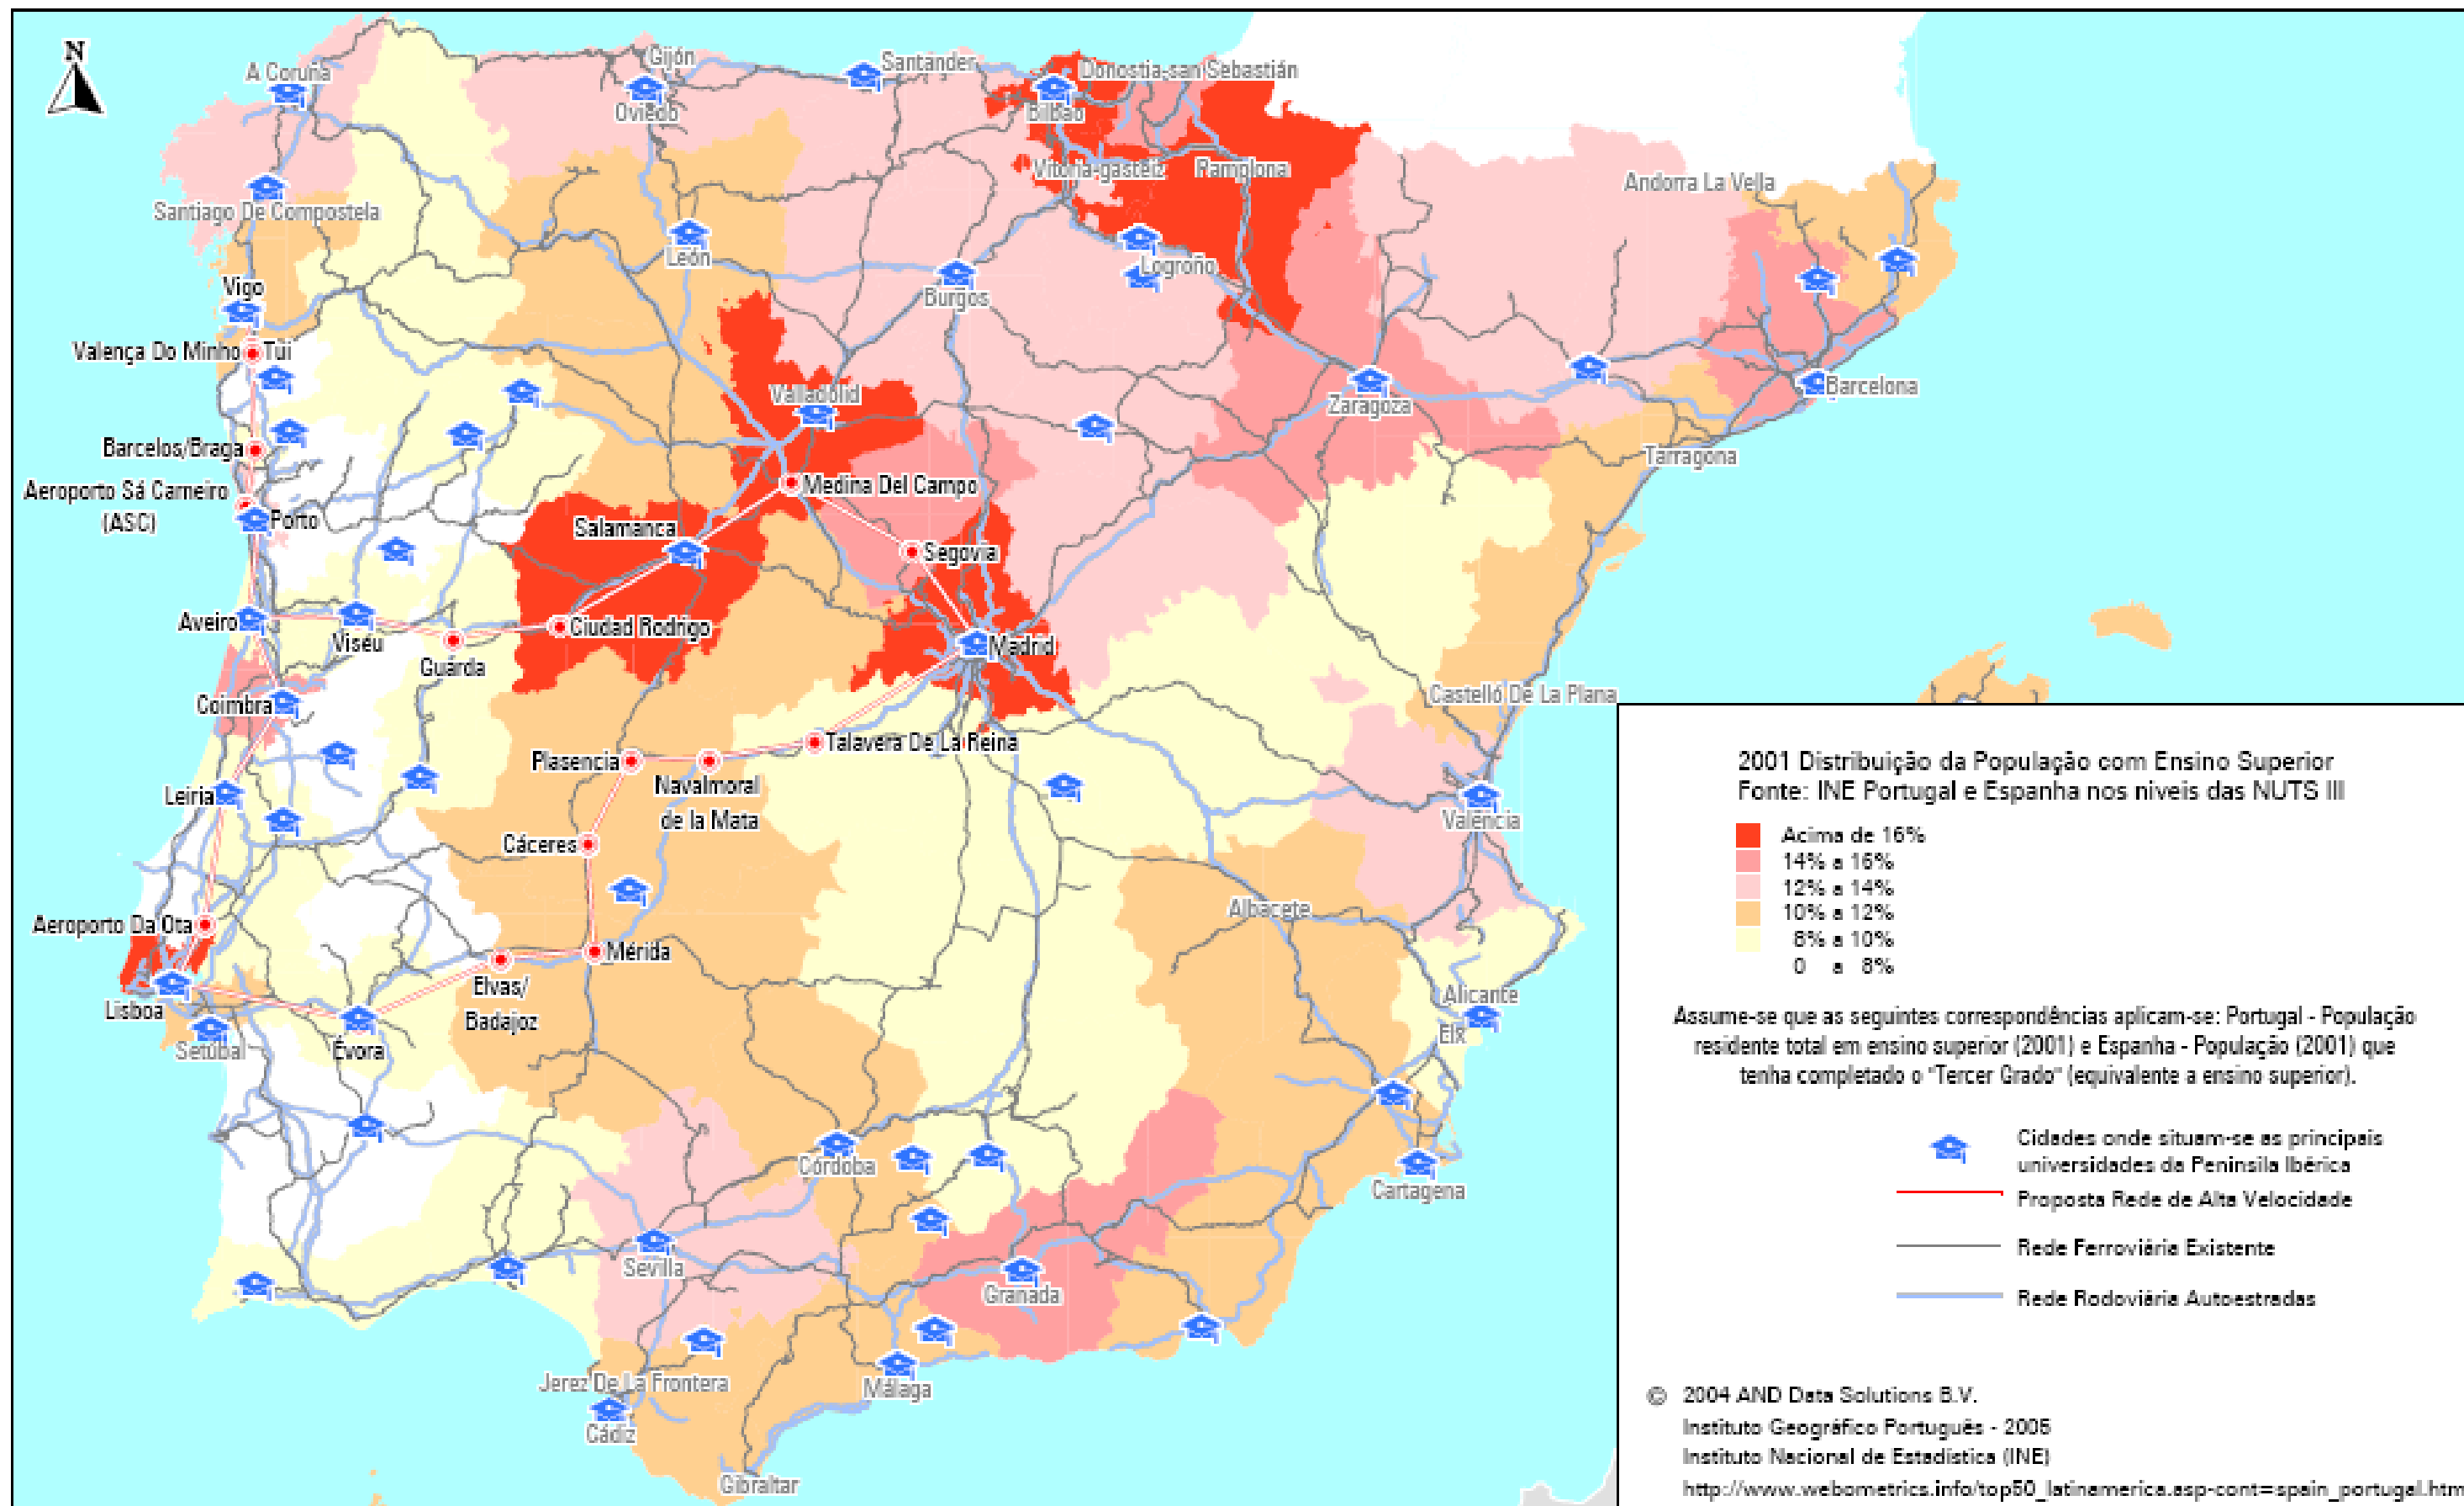 N
A Coruña
Gijón
Oviedo
Santander
Donostia-san Sebastián
Bilbao
Vitoria-gasteiz
Pamplona
Andorra La Vella
Santiago De Compostela
León
Logroño
Burgos
Vigo
Valença Do Minho
Tui
Valladolid
Zaragoza
Barcelona
Barcelos/Braga
Tarragona
Aeroporto Sá Carneiro
(ASC)
Porto
Medina Del Campo
Salamanca
Segovia
Aveiro
Viseu
Guarda
Ciudad Rodrigo
Madrid
Coimbra
Castelló De La Plana
Plasencia
Talavera De La Reina
Navalmoral
de la Mata
Leiria
Valencia
Cáceres
Aeroporto Da Ota
Albacete
Mérida
Elvas/
Badajoz
Lisboa
Setúbal
Évora
Alicante
Elx
Córdoba
Cartagena
Sevilla
Granada
Jerez De La Frontera
Málaga
Cádiz
Gibraltar
2001 Distribuição da População com Ensino Superior
Fonte: INE Portugal e Espanha nos niveis das NUTS III
Acima de 16%
14% a 16%
12% a 14%
10% a 12%
8% a 10%
0 a 8%
Assume-se que as seguintes correspondências aplicam-se: Portugal - População
residente total em ensino superior (2001) e Espanha - População (2001) que
tenha completado o "Tercer Grado" (equivalente a ensino superior).
Cidades onde situam-se as principais
universidades da Peninsila Ibérica
Proposta Rede de Alta Velocidade
Rede Ferroviária Existente
Rede Rodoviária Autoestradas
© 2004 AND Data Solutions B.V.
Instituto Geográfico Português - 2005
Instituto Nacional de Estadística (INE)
http://www.webometrics.info/top50_latinamerica.asp-cont=spain_portugal.htm